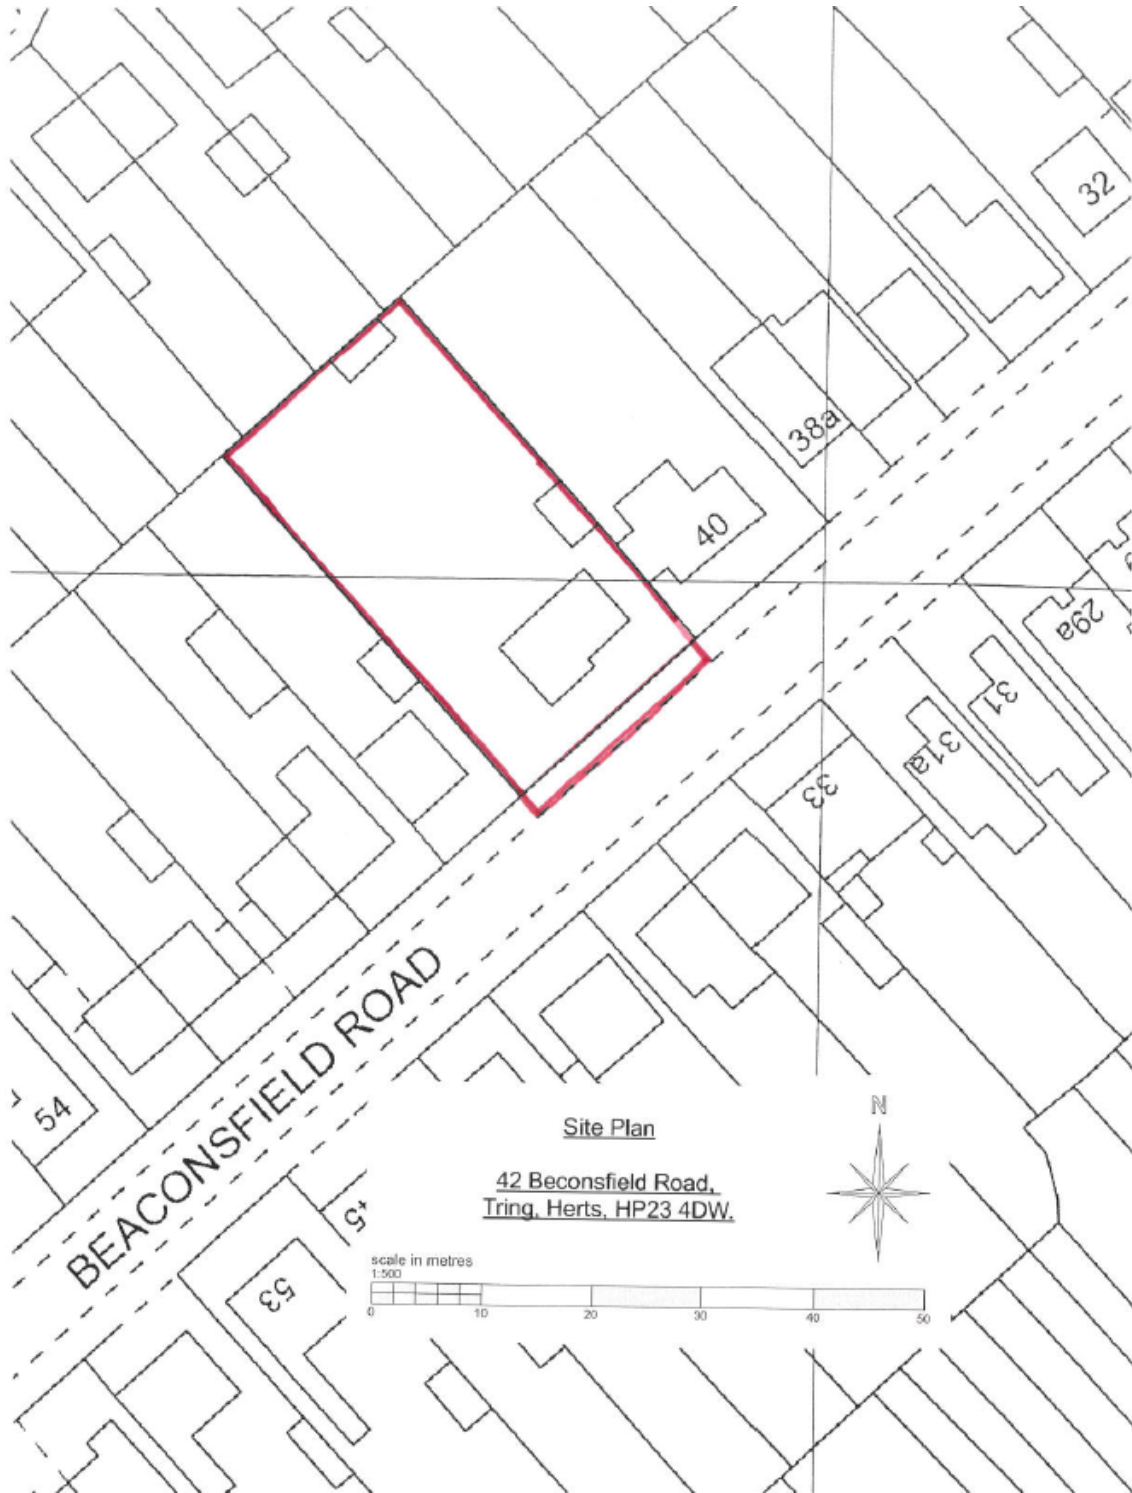 32
38a
40
29a
31
31a
33
BEACONSFIELD ROAD
54
53
Site Plan
42 Beconsfield Road,
Tring, Herts, HP23 4DW.
N
scale in metres
1:500
0 10 20 30 40 50